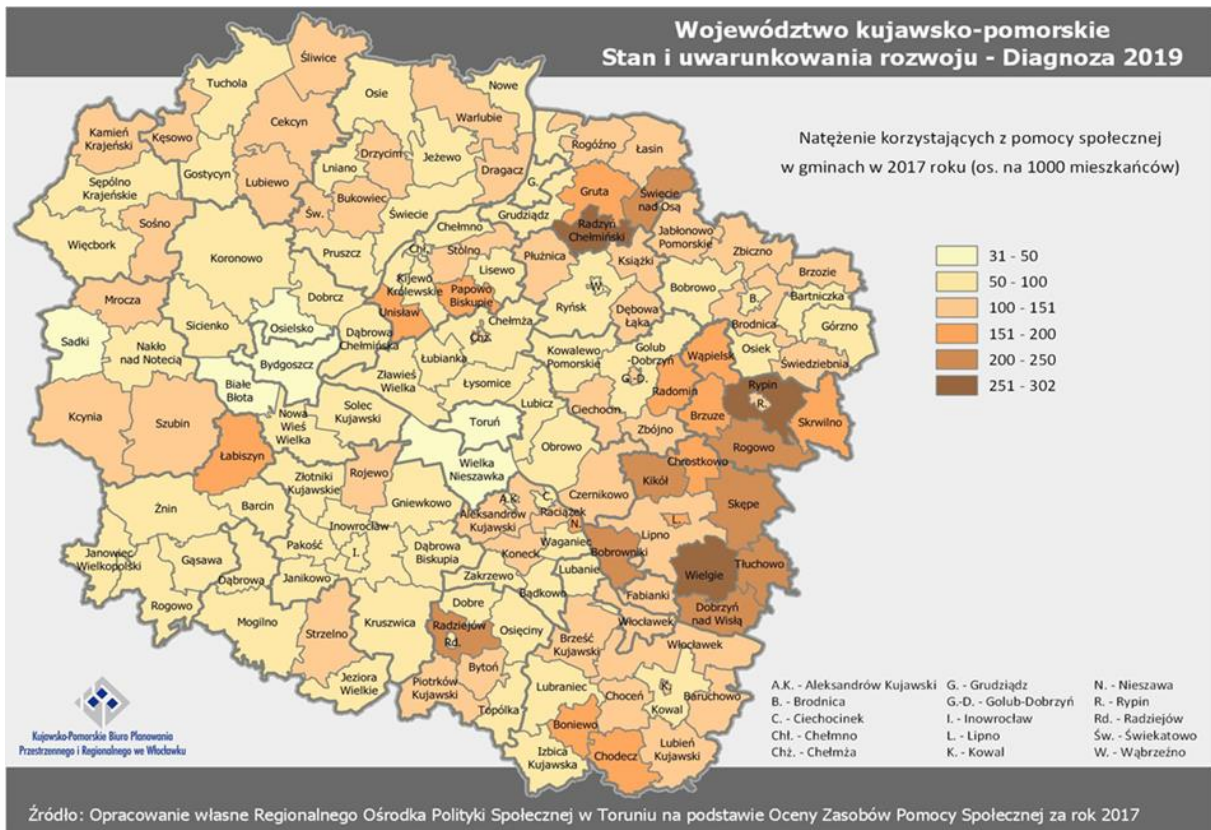 Województwo kujawsko-pomorskie
Stan i uwarunkowania rozwoju - Diagnoza 2019
Natężenie korzystających z pomocy społecznej
w gminach w 2017 roku (os. na 1000 mieszkańców)
31 - 50
50 - 100
100 - 151
151 - 200
200 - 250
251 - 302
Śliwice
Tuchola
Osie
Nowe
Kamień
Krajeński
Kęsowo
Cekcyn
Warlubie
Rogóźno
Łasin
Drzycim
Jeżewo
Lniano
Dragacz
Gostycyn
Lubiewo
G.
Gruta
Święcie
nad Osą
Sępólno
Krajeńskie
Bukowiec
Św.
Świecie
Grudziądz
Radzyń
Chełmiński
Sośno
Chełmno
Jabłonowo
Pomorskie
Więcbork
Koronowo
Pruszcz
Chł.
Stolno
Płużnica
Książki
Zbiczno
Brzozie
Kijewo
Królewskie
Lisewo
W.
Bobrowo
Bartniczka
Mrocza
Dobrcz
Unisław
Papowo
Biskupie
Ryńsk
B.
Górzno
Sicienko
Osielsko
Chełmża
Dębowa
Łąka
Brodnica
Dąbrowa
Chełmińska
Chż.
Sadki
Nakło
nad Notecią
Golub
-Dobrzyń
Osiek
Świedziebnia
Bydgoszcz
Łubianka
Kowalewo
Pomorskie
Wąpielsk
Białe
Błota
Zławieś
Wielka
Łysomice
G.-D.
Radomin
Rypin
R.
Kcynia
Szubin
Solec
Kujawski
Lubicz
Ciechocin
Brzuze
Skrwilno
Nowa
Wieś
Wielka
Toruń
Zbójno
Łabiszyn
Obrowo
Rogowo
Wielka
Nieszawka
Chrostkowo
Złotniki
Kujawskie
Rojewo
Kikół
Gniewkowo
Czernikowo
Skępe
Żnin
Barcin
A.K.
C.
Raciążek
Inowrocław
Aleksandrów
Kujawski
N.
L.
Lipno
Pakość
I.
Dąbrowa
Biskupia
Koneck
Waganiec
Bobrowniki
Janowiec
Wielkopolski
Gąsawa
Tłuchowo
Dąbrowa
Janikowo
Zakrzewo
Lubanie
Wielgie
Bądkowo
Fabianki
Rogowo
Dobre
Dobrzyń
nad Wisłą
Mogilno
Kruszwica
Radziejów
Osięciny
Włocławek
Strzelno
Rd.
Brześć
Kujawski
Włocławek
Bytoń
Jeziora
Wielkie
Piotrków
Kujawski
Lubraniec
Choceń
K.
Baruchowo
Topólka
Kowal
Boniewo
Izbica
Kujawska
Chodecz
Lubień
Kujawski
A.K. - Aleksandrów Kujawski
B. - Brodnica
C. - Ciechocinek
Chł. - Chełmno
Chż. - Chełmża
G. - Grudziądz
G.-D. - Golub-Dobrzyń
I. - Inowrocław
L. - Lipno
K. - Kowal
N. - Nieszawa
R. - Rypin
Rd. - Radziejów
Św. - Świekatowo
W. - Wąbrzeźno
Kujawsko-Pomorskie Biuro Planowania
Przestrzennego i Regionalnego we Włocławku
Źródło: Opracowanie własne Regionalnego Ośrodka Polityki Społecznej w Toruniu na podstawie Oceny Zasobów Pomocy Społecznej za rok 2017